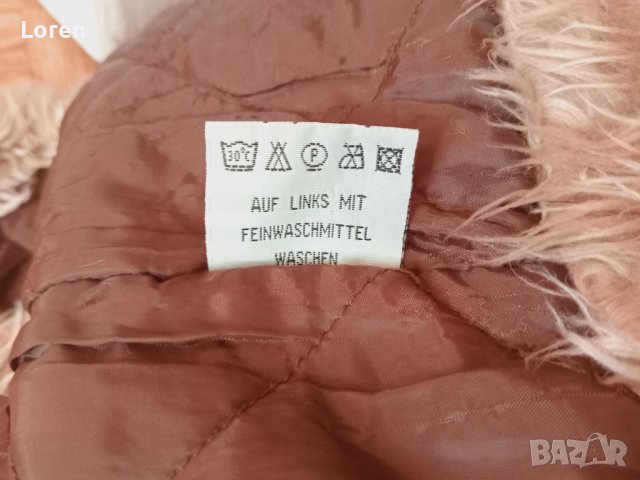 Loren
30°C
P
AUF LINKS MIT
FEINWASCHMITTEL
WASCHEN
BAZAR